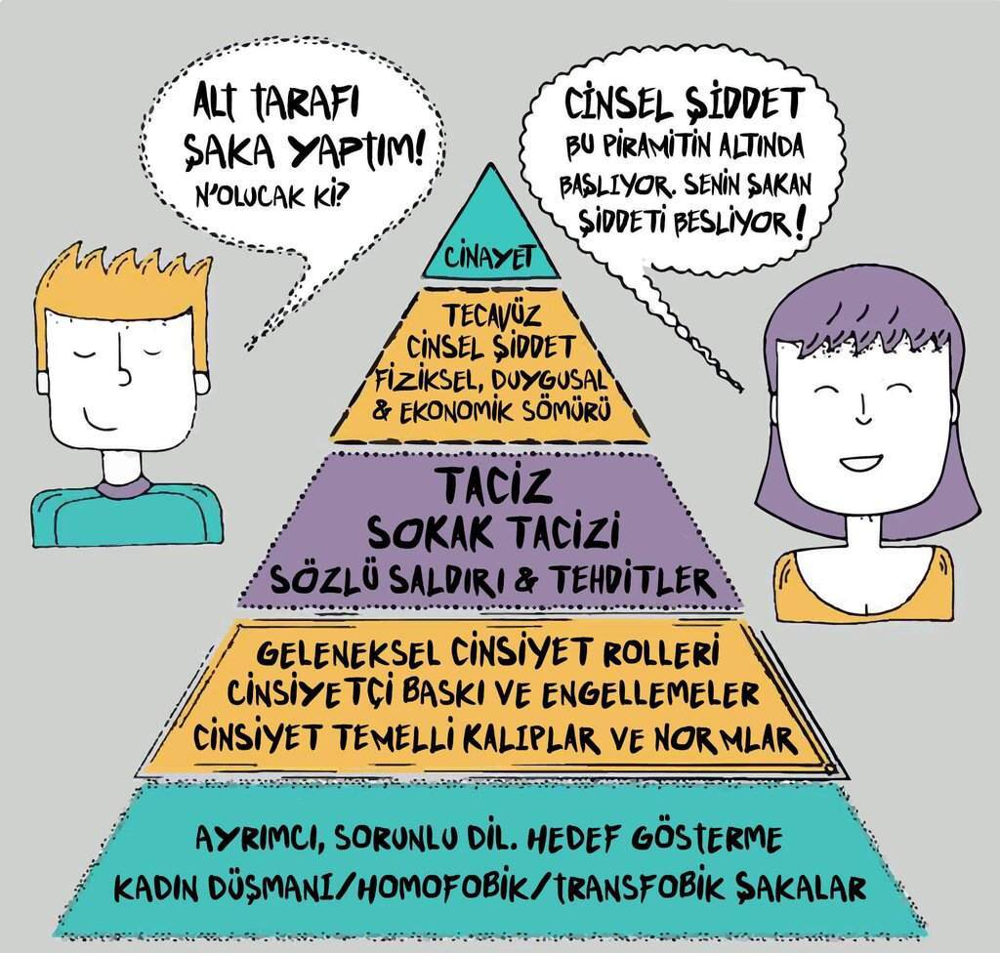 ALT TARAFI
ŞAKA YAPTIM!
N'OLUCAK Kİ?
CİNSEL ŞİDDET
BU PİRAMİTİN ALTINDA
BAŞLIYOR. SENİN ŞAKAN
ŞİDDETİ BESLİYOR!
CİNAYET
TECAVÜZ
CİNSEL ŞİDDET
FİZİKSEL, DUYGUSAL
& EKONOMİK SÖMÜRÜ
TACİZ
SOKAK TACİZİ
SÖZLÜ SALDIRI & TEHDİTLER
GELENEKSEL CİNSİYET ROLLERİ
CİNSİYETÇİ BASKI VE ENGELLEMELER
CİNSİYET TEMELLİ KALIPLAR VE NORMLAR
AYRIMCI, SORUNLU DİL. HEDEF GÖSTERME
KADIN DÜŞMANI/HOMOFOBİK/TRANSFOBİK ŞAKALAR